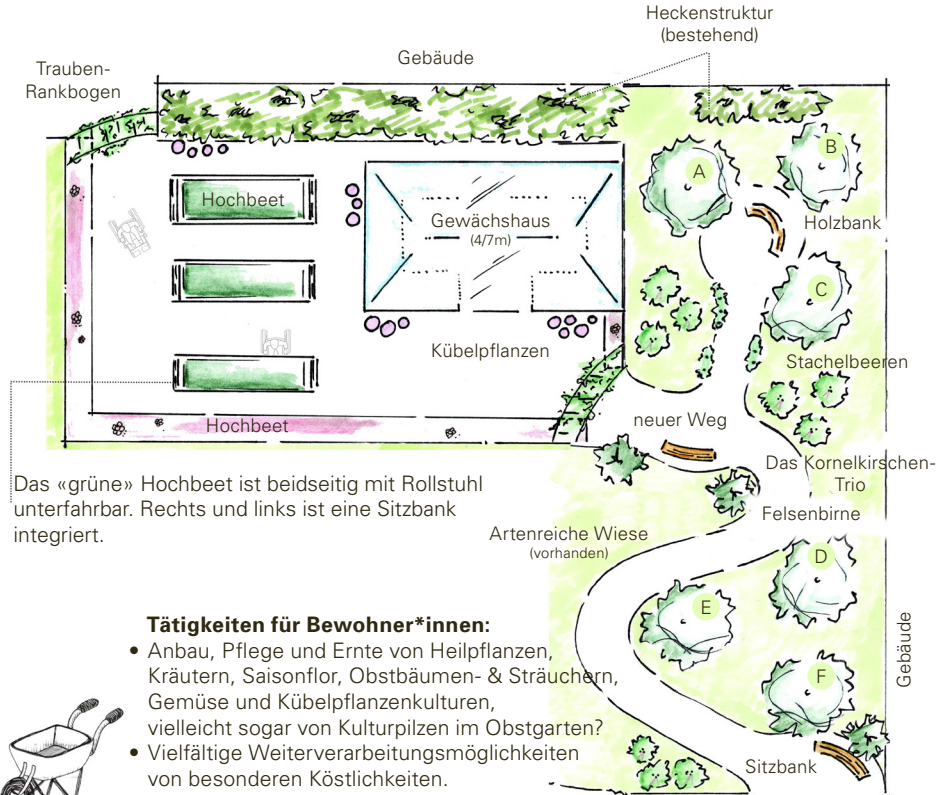 Heckenstruktur
(bestehend)
Gebäude
Trauben-
Rankbogen
A
B
Hochbeet
Gewächshaus
(4/7m)
Holzbank
C
Kübelpflanzen
Stachelbeeren
Hochbeet
neuer Weg
Das Kornelkirschen-
Trio
Das «grüne» Hochbeet ist beidseitig mit Rollstuhl
unterfahrbar. Rechts und links ist eine Sitzbank
integriert.
Felsenbirne
Artenreiche Wiese
(vorhanden)
D
E
F
Gebäude
Sitzbank
Tätigkeiten für Bewohner*innen:
• Anbau, Pflege und Ernte von Heilpflanzen,
Kräutern, Saisonflor, Obstbäumen- & Sträuchern,
Gemüse und Kübelpflanzenkulturen,
vielleicht sogar von Kulturpilzen im Obstgarten?
• Vielfältige Weiterverarbeitungsmöglichkeiten
von besonderen Köstlichkeiten.